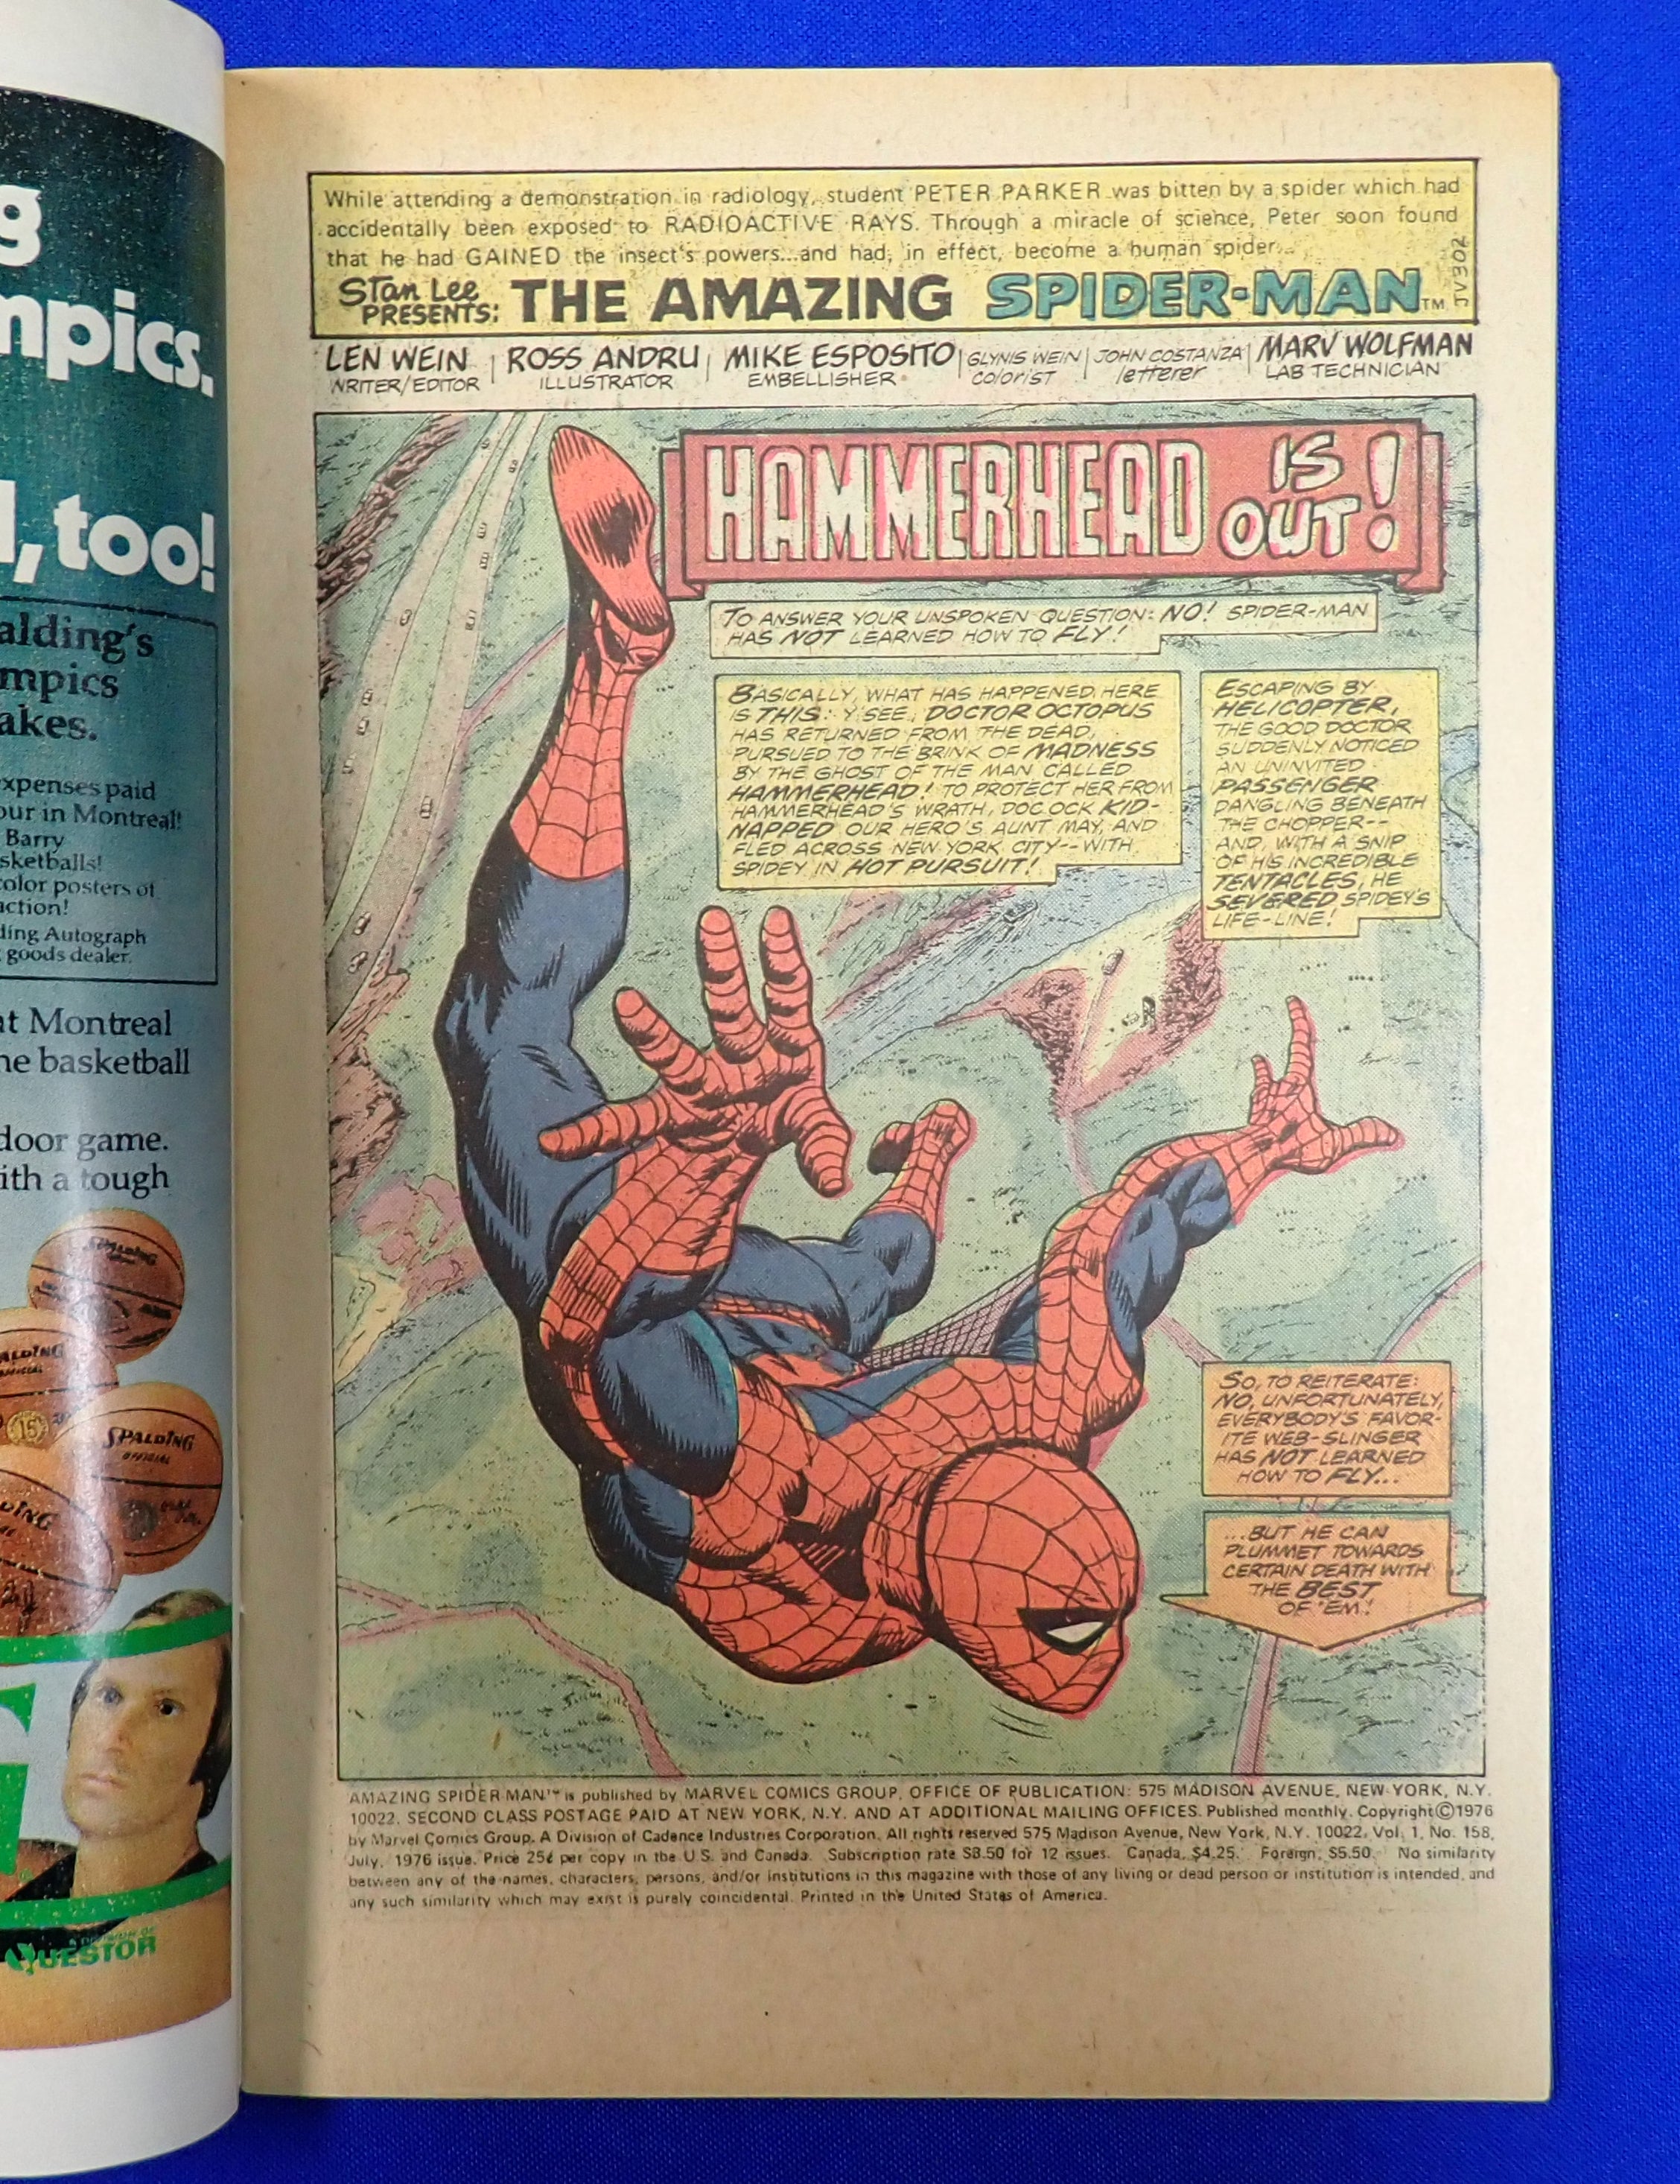 g
mpics.
l, too!
alding's
mpics
akes.
expenses paid
our in Montreal!
Barry
sketballs!
color posters of
action!
ding Autograph
goods dealer.
at Montreal
he basketball
door game.
ith a tough
SPALDING
ALDING
OFFICIAL
15
SPALDING
OFFICIAL
DING
QUESTOR
While attending a demonstration in radiology, student PETER PARKER was bitten by a spider which had
accidentally been exposed to RADIOACTIVE RAYS. Through a miracle of science, Peter soon found
that he had GAINED the insect's powers...and had, in effect, become a human spider...
Stan Lee
PRESENTS: THE AMAZING SPIDER-MAN™
JV302
LEN WEIN | ROSS ANDRU | MIKE ESPOSITO | GLYNIS WEIN | JOHN COSTANZA | MARV WOLFMAN
WRITER/EDITOR ILLUSTRATOR EMBELLISHER colorist letterer LAB TECHNICIAN
HAMMERHEAD IS OUT!
TO ANSWER YOUR UNSPOKEN QUESTION: NO! SPIDER-MAN
HAS NOT LEARNED HOW TO FLY!
BASICALLY, WHAT HAS HAPPENED HERE
IS THIS: Y'SEE, DOCTOR OCTOPUS
HAS RETURNED FROM THE DEAD,
PURSUED TO THE BRINK OF MADNESS
BY THE GHOST OF THE MAN CALLED
HAMMERHEAD! TO PROTECT HER FROM
HAMMERHEAD'S WRATH, DOC OCK KID-
NAPPED OUR HERO'S AUNT MAY, AND
FLED ACROSS NEW YORK CITY--WITH
SPIDEY IN HOT PURSUIT!
ESCAPING BY
HELICOPTER,
THE GOOD DOCTOR
SUDDENLY NOTICED
AN UNINVITED
PASSENGER
DANGLING BENEATH
THE CHOPPER--
AND, WITH A SNIP
OF HIS INCREDIBLE
TENTACLES, HE
SEVERED SPIDEY'S
LIFE-LINE!
SO, TO REITERATE:
NO, UNFORTUNATELY,
EVERYBODY'S FAVOR-
ITE WEB-SLINGER
HAS NOT LEARNED
HOW TO FLY...
...BUT HE CAN
PLUMMET TOWARDS
CERTAIN DEATH WITH
THE BEST
OF 'EM!
AMAZING SPIDER-MAN™ is published by MARVEL COMICS GROUP, OFFICE OF PUBLICATION: 575 MADISON AVENUE, NEW YORK, N.Y.
10022. SECOND CLASS POSTAGE PAID AT NEW YORK, N.Y. AND AT ADDITIONAL MAILING OFFICES. Published monthly. Copyright ©1976
by Marvel Comics Group, A Division of Cadence Industries Corporation. All rights reserved 575 Madison Avenue, New York, N.Y. 10022. Vol. 1, No. 158,
July, 1976 issue. Price 25¢ per copy in the U.S. and Canada. Subscription rate $3.50 for 12 issues. Canada, $4.25. Foreign, $5.50. No similarity
between any of the names, characters, persons, and/or institutions in this magazine with those of any living or dead person or institution is intended, and
any such similarity which may exist is purely coincidental. Printed in the United States of America.